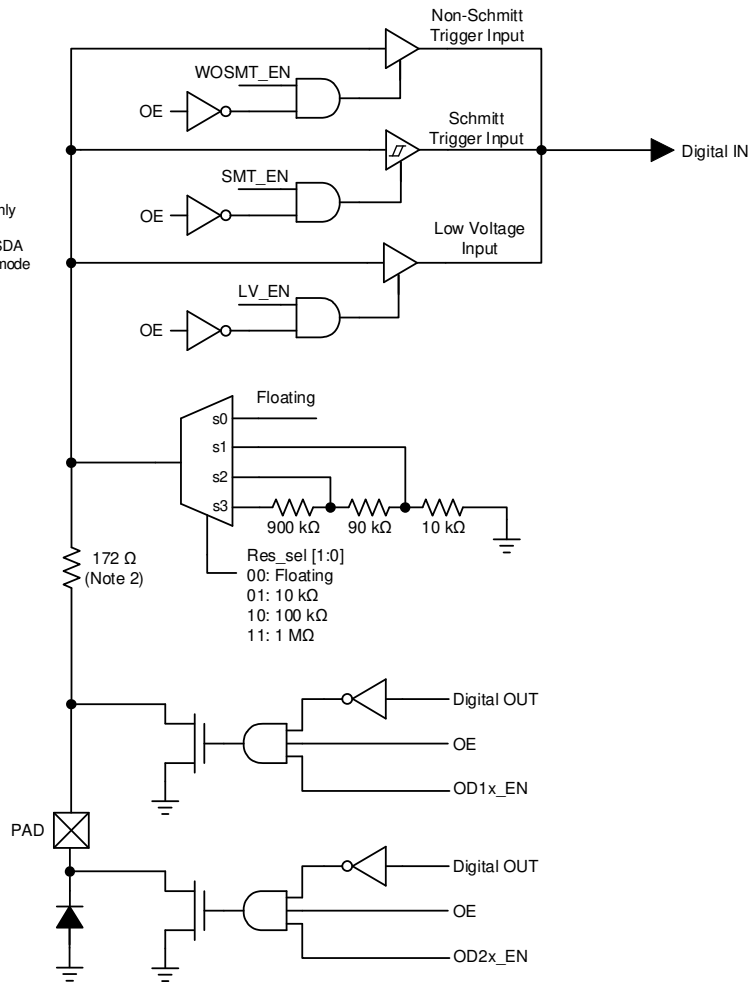 Non-Schmitt
Trigger Input
WOSMT_EN
OE
Schmitt
Trigger Input
Digital IN
SMT_EN
OE
Low Voltage
Input
LV_EN
OE
SDA
mode
Floating
s0
s1
s2
s3
900 kΩ
90 kΩ
10 kΩ
172 Ω
(Note 2)
Res_sel [1:0]
00: Floating
01: 10 kΩ
10: 100 kΩ
11: 1 MΩ
Digital OUT
OE
OD1x_EN
PAD
Digital OUT
OE
OD2x_EN